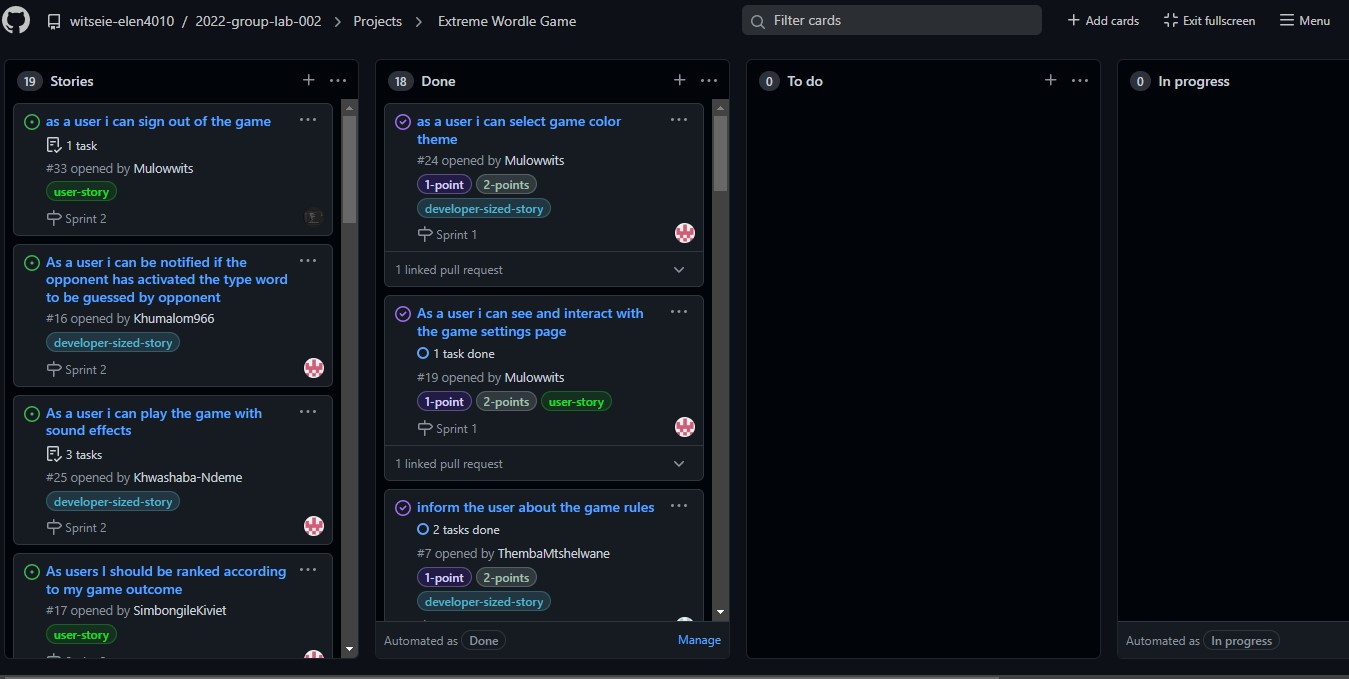 witseie-elen4010 / 2022-group-lab-002 > Projects > Extreme Wordle Game
Filter cards
+ Add cards
Exit fullscreen
Menu
19 Stories
as a user i can sign out of the game
1 task
#33 opened by Mulowwits
user-story
Sprint 2
As a user i can be notified if the
opponent has activated the type word
to be guessed by opponent
#16 opened by Khumalom966
developer-sized-story
Sprint 2
As a user i can play the game with
sound effects
3 tasks
#25 opened by Khwashaba-Ndeme
developer-sized-story
Sprint 2
As users I should be ranked according
to my game outcome
#17 opened by SimbongileKiviet
user-story
18 Done
as a user i can select game color
theme
#24 opened by Mulowwits
1-point 2-points
developer-sized-story
Sprint 1
1 linked pull request
As a user i can see and interact with
the game settings page
1 task done
#19 opened by Mulowwits
1-point 2-points user-story
Sprint 1
1 linked pull request
inform the user about the game rules
2 tasks done
#7 opened by ThembaMtshelwane
1-point 2-points
developer-sized-story
Automated as Done
Manage
0 To do
0 In progress
Automated as In progress